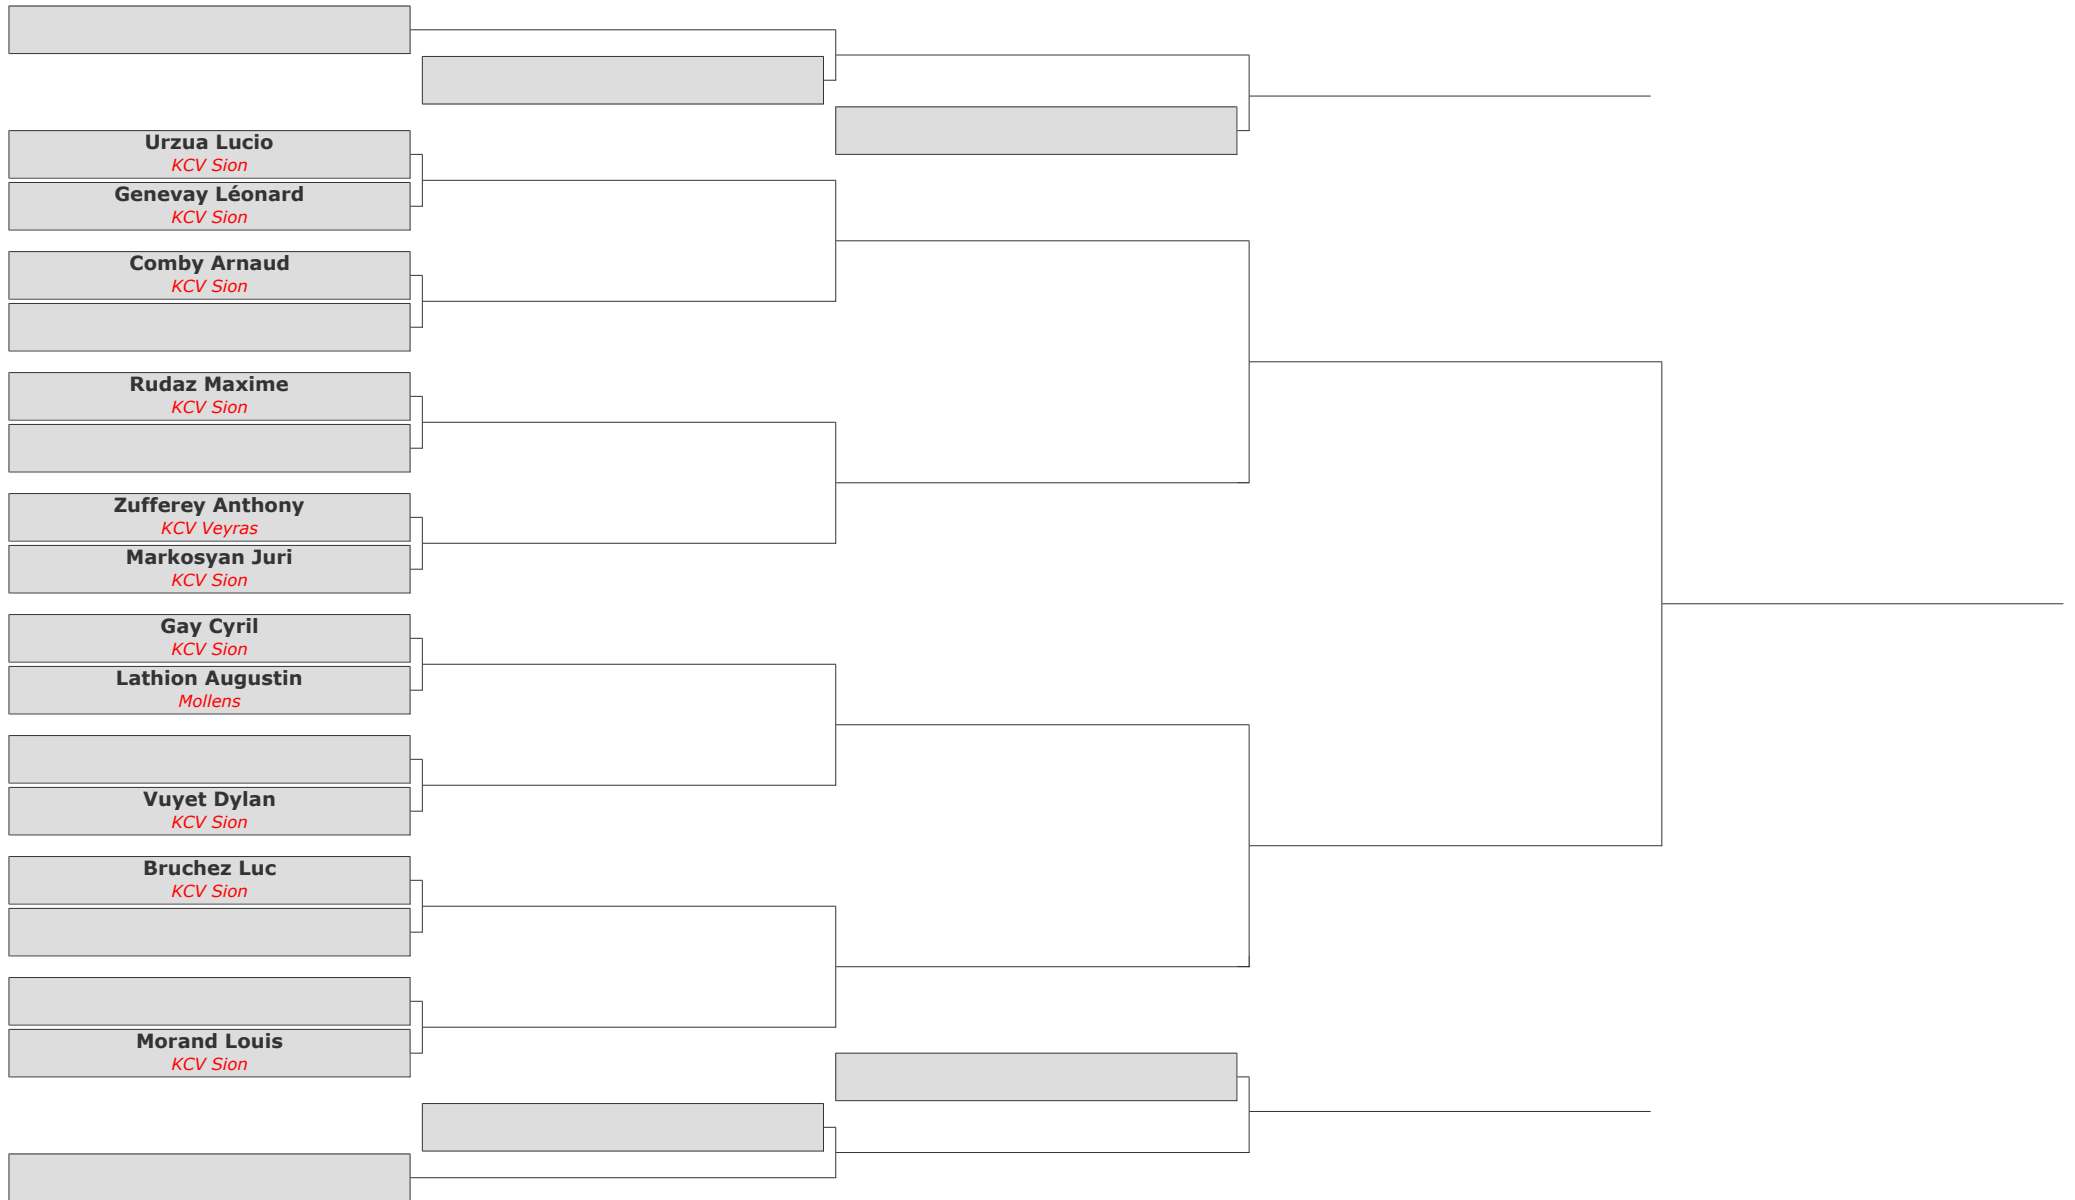 Urzua Lucio
KCV Sion
Genevay Léonard
KCV Sion
Comby Arnaud
KCV Sion
Rudaz Maxime
KCV Sion
Zufferey Anthony
KCV Veyras
Markosyan Juri
KCV Sion
Gay Cyril
KCV Sion
Lathion Augustin
Mollens
Vuyet Dylan
KCV Sion
Bruchez Luc
KCV Sion
Morand Louis
KCV Sion